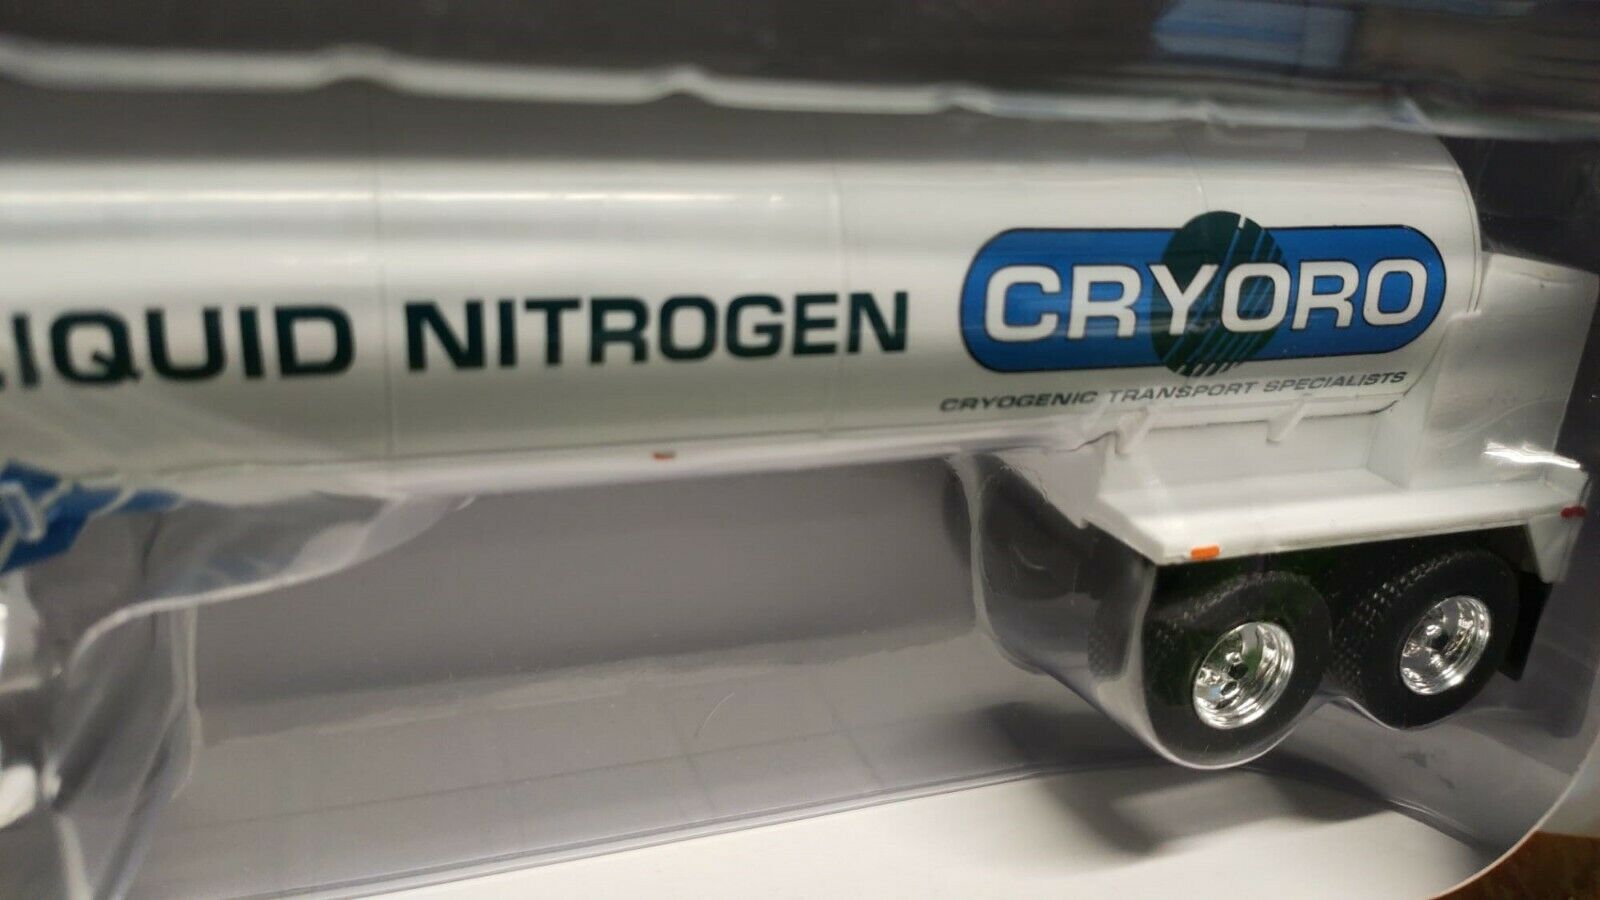 LIQUID NITROGEN
CRYORO
CRYOGENIC TRANSPORT SPECIALISTS